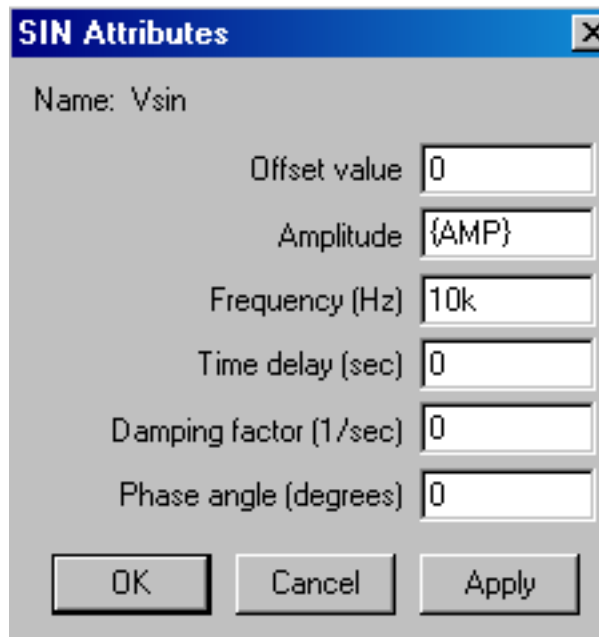 SIN Attributes
Name: Vsin
Offset value 0
Amplitude {AMP}
Frequency (Hz) 10k
Time delay (sec) 0
Damping factor (1/sec) 0
Phase angle (degrees) 0
OK Cancel Apply